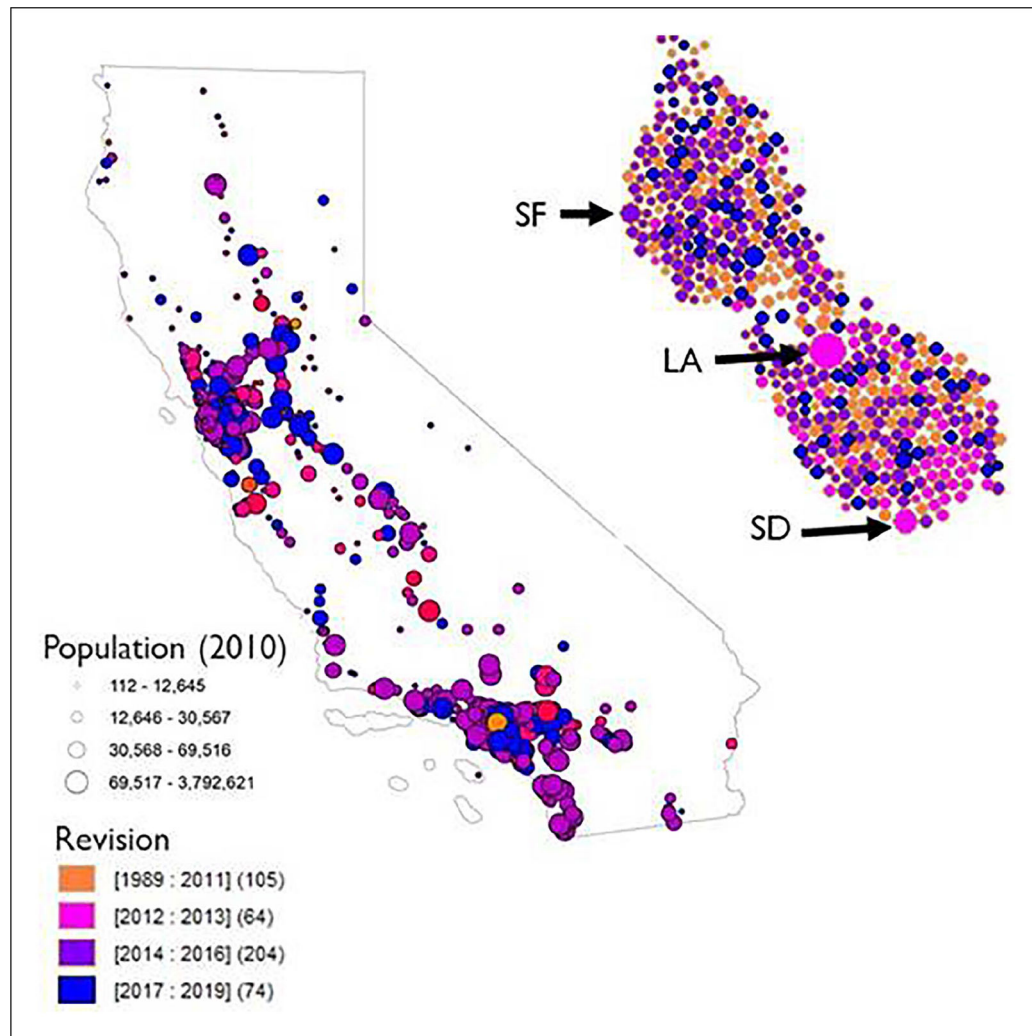 SF
LA
SD
Population (2010)
112 - 12,645
12,646 - 30,567
30,568 - 69,516
69,517 - 3,792,621
Revision
[1989 : 2011] (105)
[2012 : 2013] (64)
[2014 : 2016] (204)
[2017 : 2019] (74)